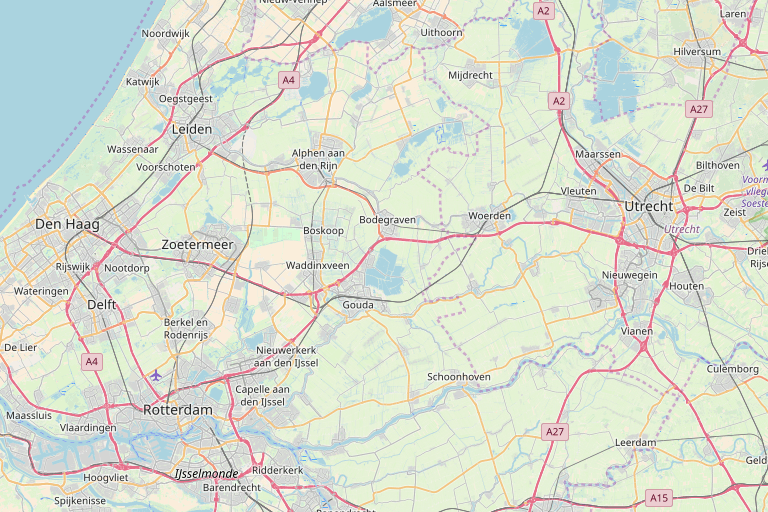 Nieuw-Vennep
Aalsmeer
A2
Laren
Noordwijk
Uithoorn
Hilversum
Katwijk
A4
Mijdrecht
Oegstgeest
A2
A27
Leiden
Wassenaar
Alphen aan
den Rijn
Maarssen
Voorschoten
Bilthoven
Vleuten
De Bilt
Utrecht
Den Haag
Bodegraven
Woerden
Zeist
Boskoop
Utrecht
Zoetermeer
Rijswijk
Nootdorp
Waddinxveen
Nieuwegein
Houten
Wateringen
Delft
Gouda
Berkel en
Rodenrijs
Vianen
De Lier
Nieuwerkerk
aan den IJssel
A4
Schoonhoven
Culemborg
Capelle aan
den IJssel
Rotterdam
Maassluis
Vlaardingen
A27
Leerdam
IJsselmonde
Ridderkerk
Hoogvliet
Barendrecht
Spijkenisse
A15